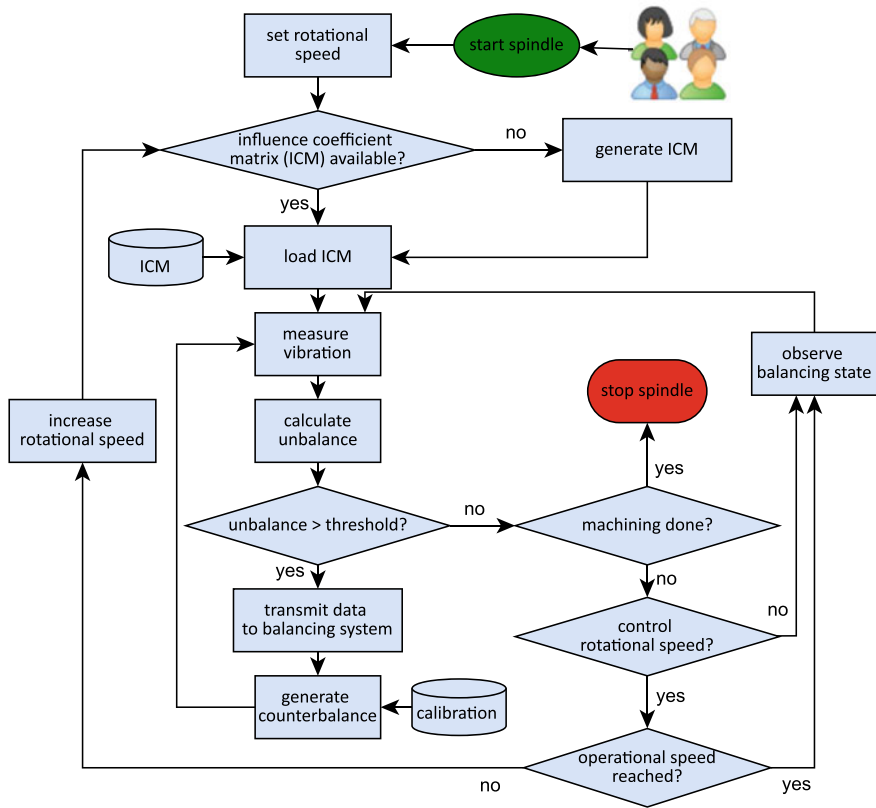 set rotational
speed
start spindle
influence coefficient
matrix (ICM) available?
no
generate ICM
yes
ICM
load ICM
measure
vibration
observe
balancing state
stop spindle
increase
rotational speed
calculate
unbalance
yes
unbalance > threshold?
no
machining done?
yes
no
transmit data
to balancing system
control
rotational speed?
no
generate
counterbalance
calibration
yes
operational speed
reached?
no
yes